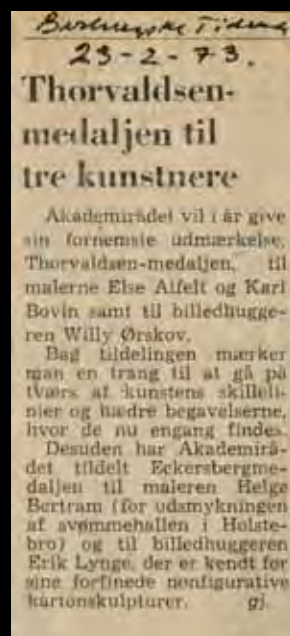 Berlingske Tidende
23-2-73.
Thorvaldsen-
medaljen til
tre kunstnere
Akademirådet vil i år give
sin fornemste udmærkelse,
Thorvaldsen-medaljen, til
malerne Else Alfelt og Karl
Bovin samt til billedhugge-
ren Willy Ørskov.
Bag tildelingen mærker
man en trang til at gå på
tværs af kunstens skilleli-
nier og hædre begavelserne,
hvor de nu engang findes.
Desuden har Akademirå-
det tildelt Eckersbergme-
daljen til maleren Helge
Bertram (for udsmykningen
af svømmehallen i Holste-
bro) og til billedhuggeren
Erik Lynge, der er kendt for
sine forfinede nonfigurative
kartonskulpturer. gj.